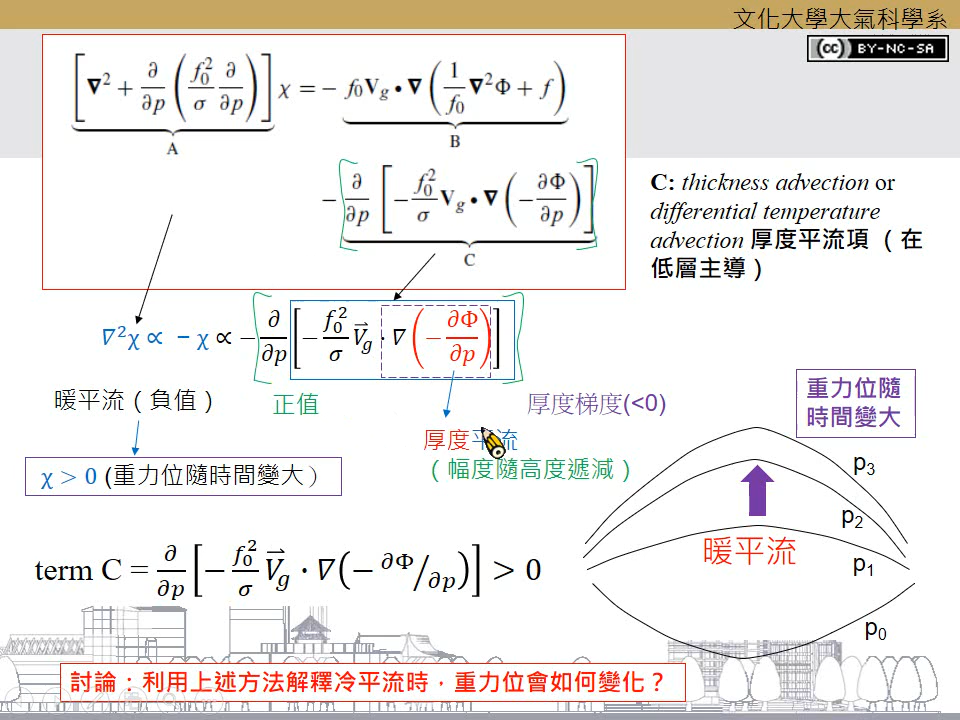 文化大學大氣科學系
(cc) BY-NC-SA
[∇² + ∂/∂p (f₀²/σ ∂/∂p)] χ = − f₀V_g • ∇ (1/f₀ ∇²Φ + f)
A
B
− ∂/∂p [− f₀²/σ V_g • ∇ (− ∂Φ/∂p)]
C
C: thickness advection or
differential temperature
advection 厚度平流項 (在
低層主導)
∇²χ ∝ − χ ∝ − ∂/∂p [− f₀²/σ V⃗_g · ∇ (− ∂Φ/∂p)]
暖平流(負值)
正值
厚度梯度(<0)
厚度平流
(幅度隨高度遞減)
χ > 0 (重力位隨時間變大)
重力位隨
時間變大
p₃
p₂
暖平流
p₁
p₀
term C = ∂/∂p [− f₀²/σ V⃗_g · ∇ (− ∂Φ/∂p)] > 0
討論：利用上述方法解釋冷平流時，重力位會如何變化？